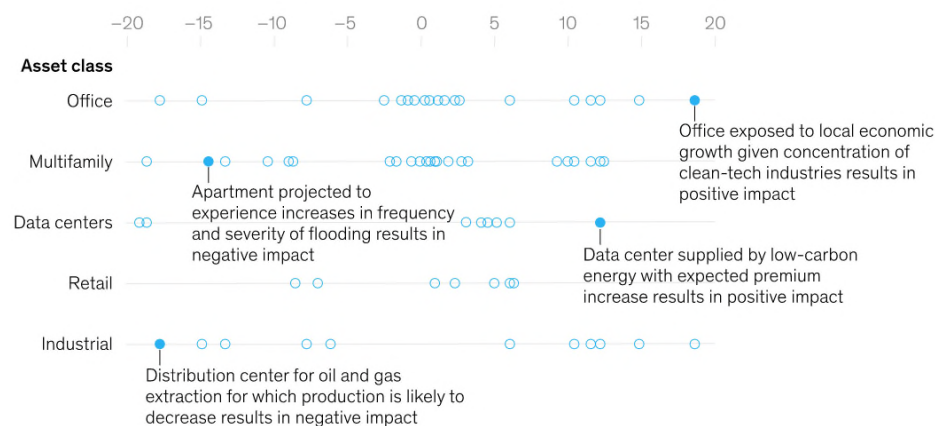 −20 −15 −10 −5 0 5 10 15 20
Asset class
Office
Office exposed to local economic
growth given concentration of
clean-tech industries results in
positive impact
Multifamily
Apartment projected to
experience increases in frequency
and severity of flooding results in
negative impact
Data centers
Data center supplied by low-carbon
energy with expected premium
increase results in positive impact
Retail
Industrial
Distribution center for oil and gas
extraction for which production is likely to
decrease results in negative impact